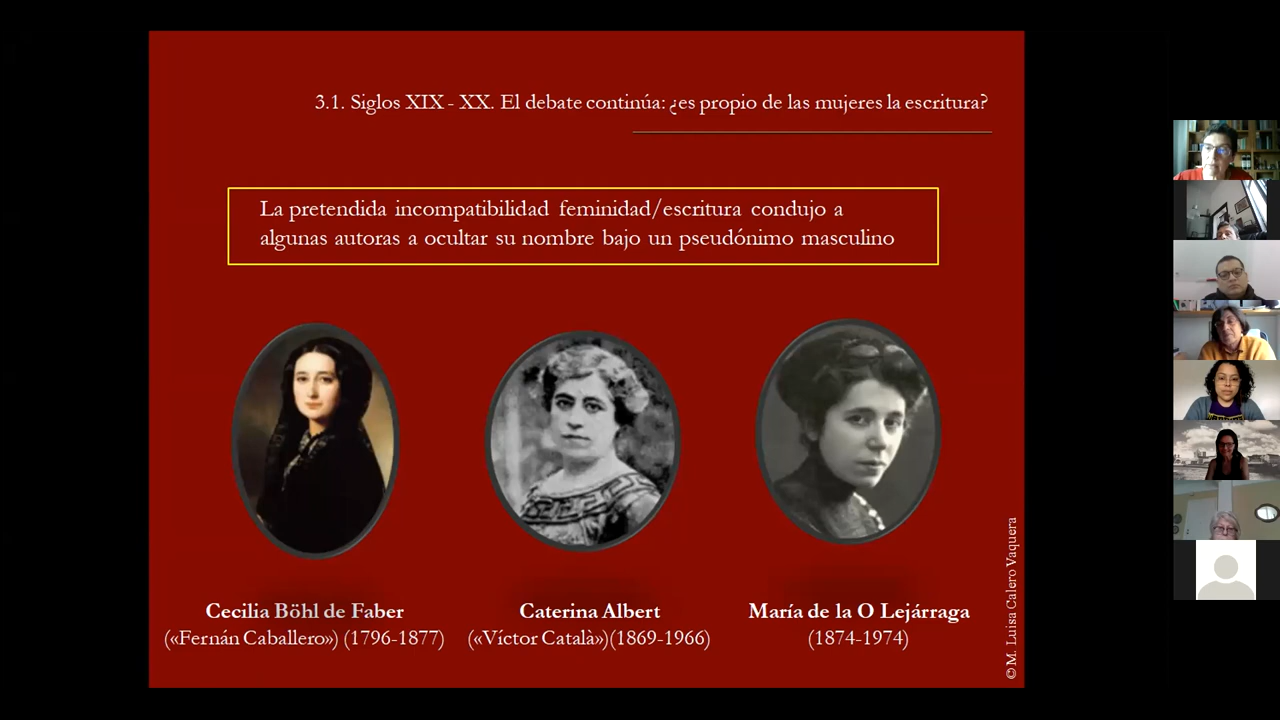 3.1. Siglos XIX - XX. El debate continúa: ¿es propio de las mujeres la escritura?
La pretendida incompatibilidad feminidad/escritura condujo a
algunas autoras a ocultar su nombre bajo un pseudónimo masculino
Cecilia Böhl de Faber
(«Fernán Caballero») (1796-1877)
Caterina Albert
(«Víctor Català»)(1869-1966)
María de la O Lejárraga
(1874-1974)
©M. Luisa Calero Vaquera